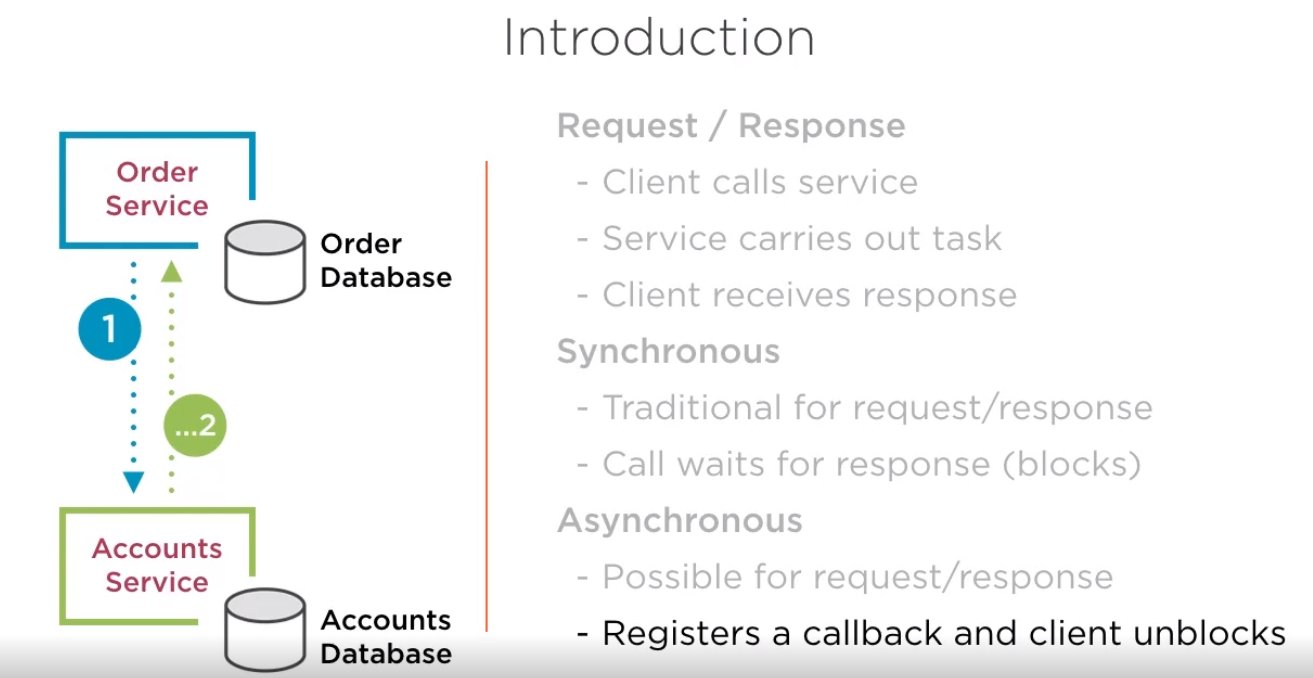 Introduction
Order
Service
Order
Database
1
...2
Accounts
Service
Accounts
Database
Request / Response
- Client calls service
- Service carries out task
- Client receives response
Synchronous
- Traditional for request/response
- Call waits for response (blocks)
Asynchronous
- Possible for request/response
- Registers a callback and client unblocks